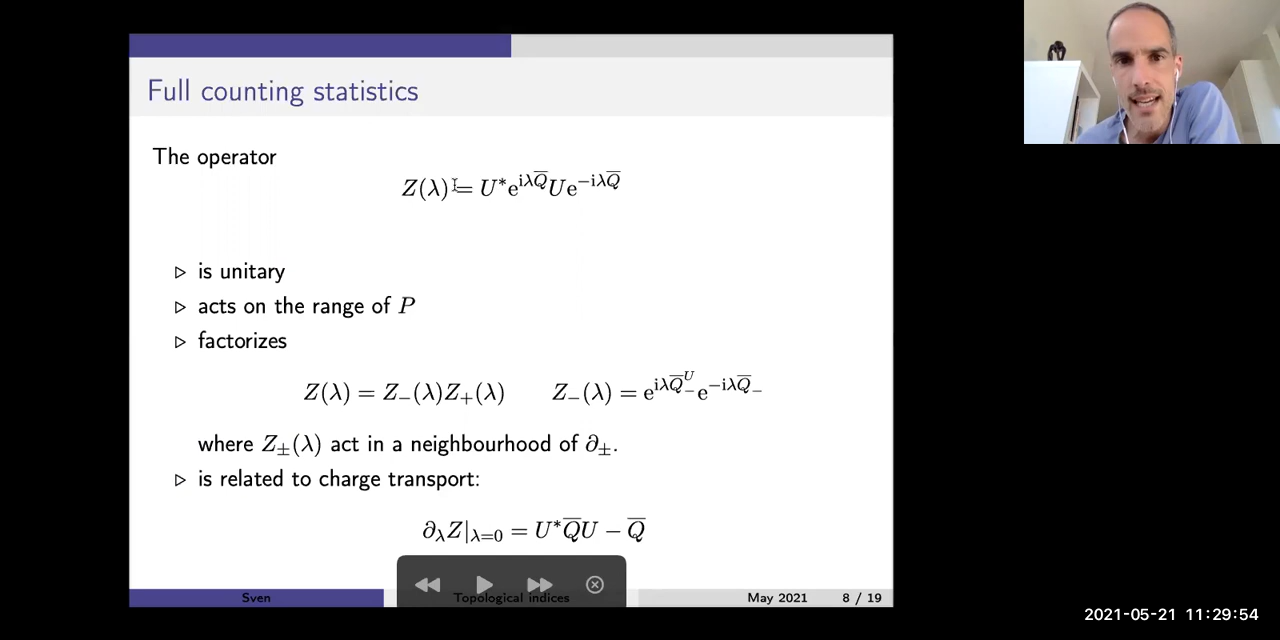 Full counting statistics
The operator
Z(λ) = U*e^{iλQ̅}Ue^{−iλQ̅}
▷ is unitary
▷ acts on the range of P
▷ factorizes
Z(λ) = Z₋(λ)Z₊(λ)    Z₋(λ) = e^{iλQ̅₋^U}e^{−iλQ̅₋}
where Z±(λ) act in a neighbourhood of ∂±.
▷ is related to charge transport:
∂_λZ|_{λ=0} = U*Q̅U − Q̅
Sven Topological indices May 2021 8 / 19
2021-05-21 11:29:54